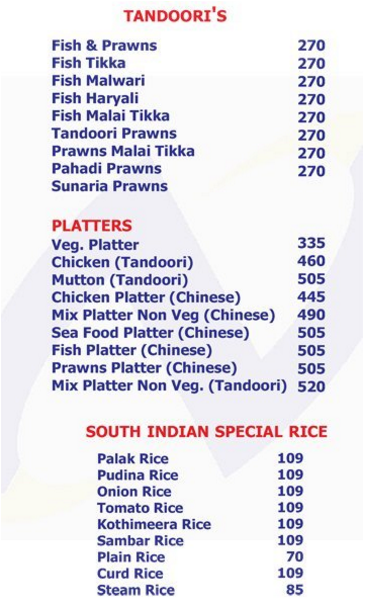 TANDOORI'S
Fish & Prawns 270
Fish Tikka 270
Fish Malwari 270
Fish Haryali 270
Fish Malai Tikka 270
Tandoori Prawns 270
Prawns Malai Tikka 270
Pahadi Prawns 270
Sunaria Prawns
PLATTERS
Veg. Platter 335
Chicken (Tandoori) 460
Mutton (Tandoori) 505
Chicken Platter (Chinese) 445
Mix Platter Non Veg (Chinese) 490
Sea Food Platter (Chinese) 505
Fish Platter (Chinese) 505
Prawns Platter (Chinese) 505
Mix Platter Non Veg. (Tandoori) 520
SOUTH INDIAN SPECIAL RICE
Palak Rice 109
Pudina Rice 109
Onion Rice 109
Tomato Rice 109
Kothimeera Rice 109
Sambar Rice 109
Plain Rice 70
Curd Rice 109
Steam Rice 85